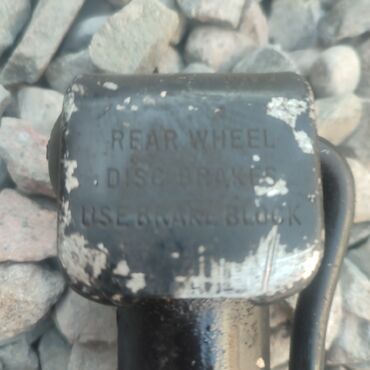 REAR WHEEL
DISC BRAKES
USE BRAKE BLOCK